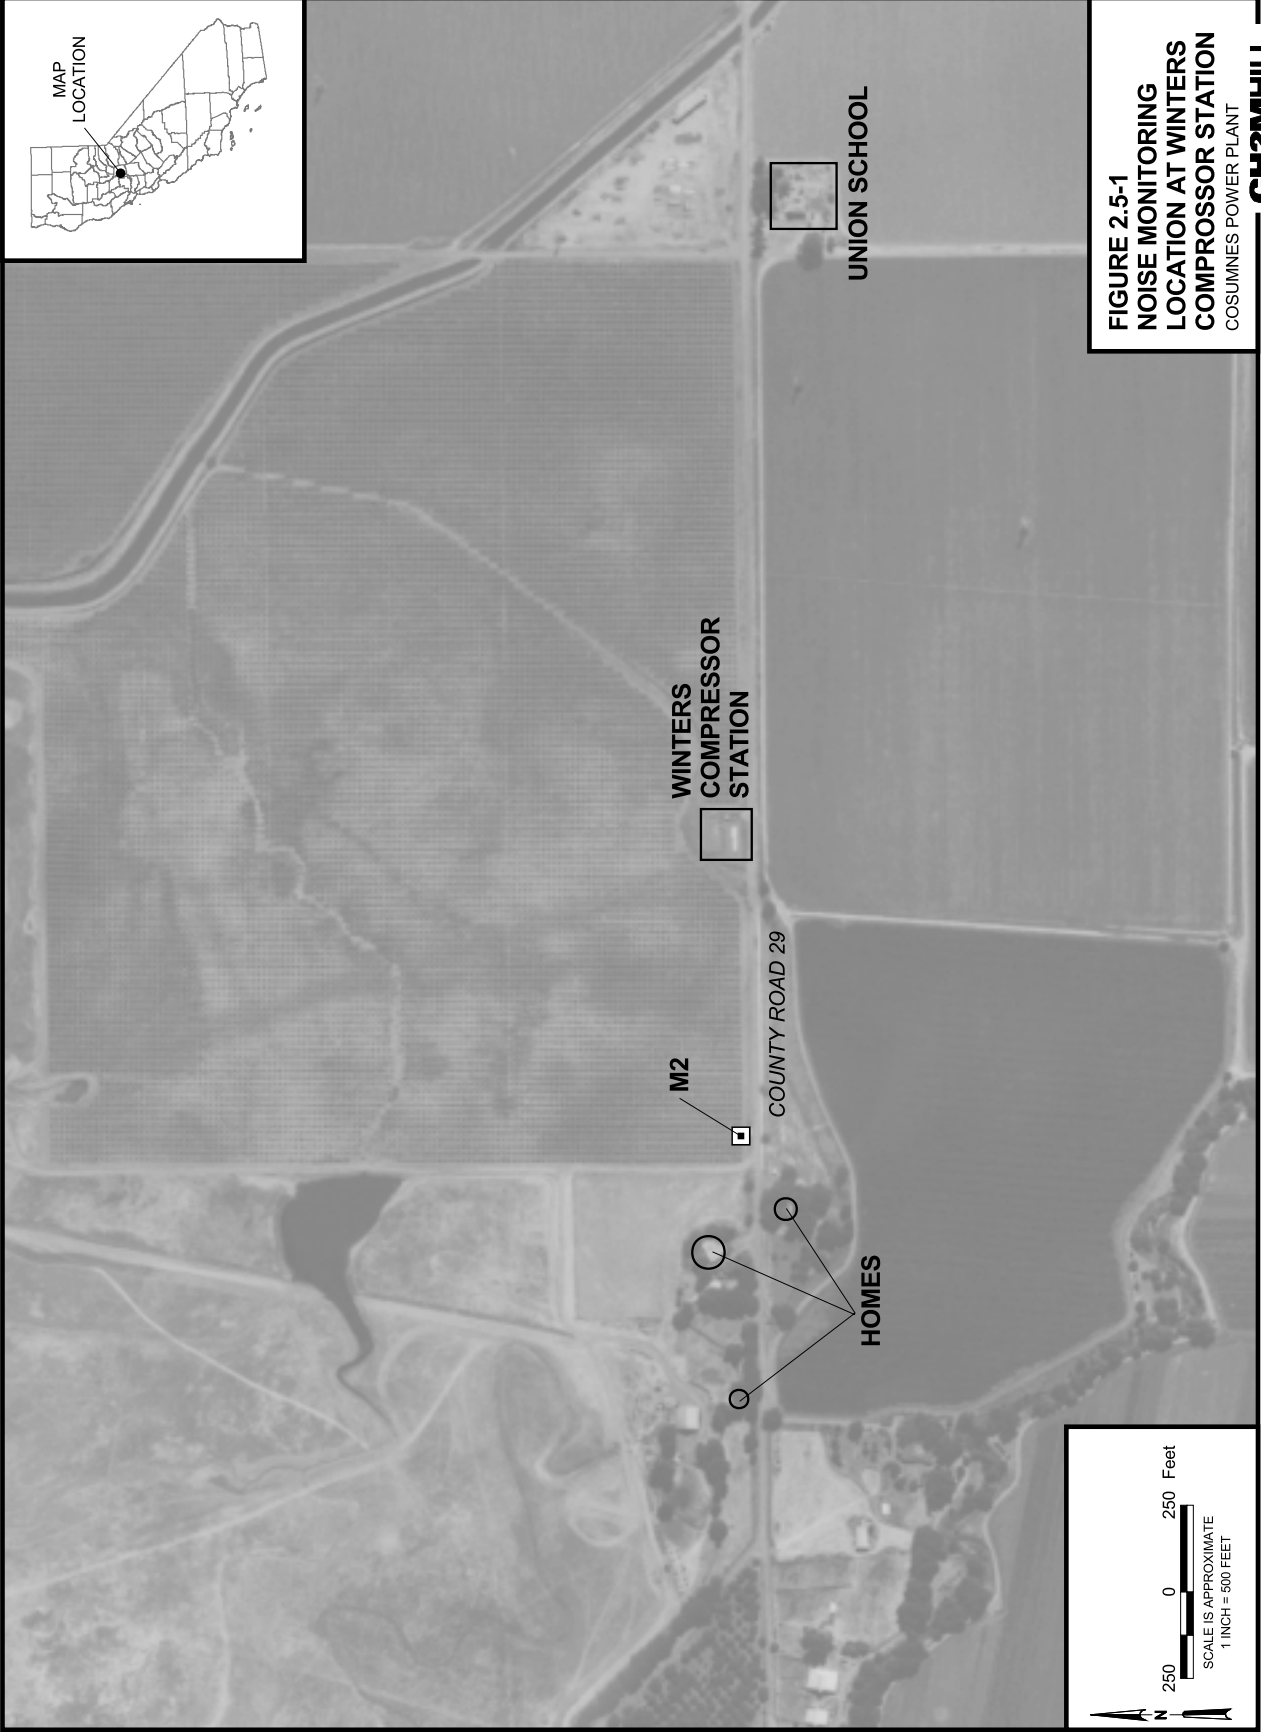 MAP
LOCATION
UNION SCHOOL
WINTERS
COMPRESSOR
STATION
M2
COUNTY ROAD 29
HOMES
250 0 250 Feet
SCALE IS APPROXIMATE
1 INCH = 500 FEET
N
FIGURE 2.5-1
NOISE MONITORING
LOCATION AT WINTERS
COMPROSSOR STATION
COSUMNES POWER PLANT
CH2MHILL